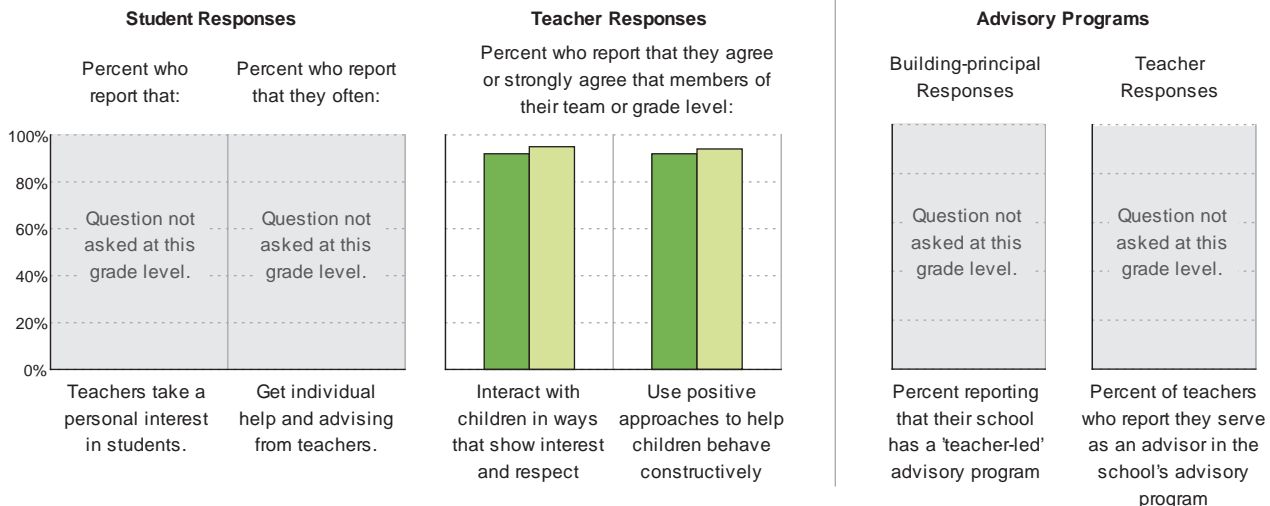 Student Responses
Percent who
report that:
Percent who report
that they often:
100%
80%
60%
40%
20%
0%
Question not
asked at this
grade level.
Question not
asked at this
grade level.
Teachers take a
personal interest
in students.
Get individual
help and advising
from teachers.
Teacher Responses
Percent who report that they agree
or strongly agree that members of
their team or grade level:
Interact with
children in ways
that show interest
and respect
Use positive
approaches to help
children behave
constructively
Advisory Programs
Building-principal
Responses
Question not
asked at this
grade level.
Percent reporting
that their school
has a 'teacher-led'
advisory program
Teacher
Responses
Question not
asked at this
grade level.
Percent of teachers
who report they serve
as an advisor in the
school's advisory
program